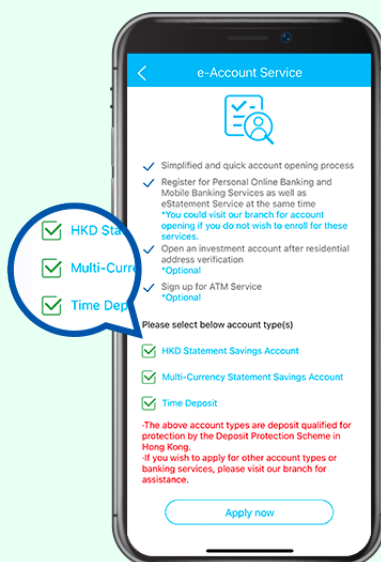 e-Account Service
Simplified and quick account opening process
Register for Personal Online Banking and
Mobile Banking Services as well as
eStatement Service at the same time
*You could visit our branch for account
opening if you do not wish to enroll for these
services.
Open an investment account after residential
address verification
*Optional
Sign up for ATM Service
*Optional
Please select below account type(s)
HKD Statement Savings Account
Multi-Currency Statement Savings Account
Time Deposit
-The above account types are deposit qualified for
protection by the Deposit Protection Scheme in
Hong Kong.
-If you wish to apply for other account types or
banking services, please visit our branch for
assistance.
Apply now
HKD Sta
Multi-Curre
Time Dep